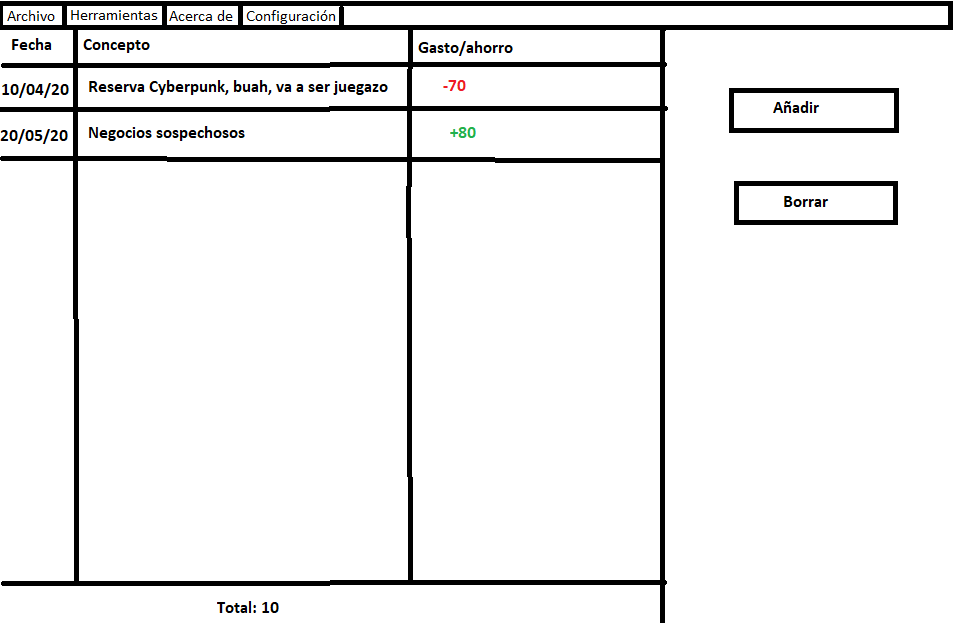 Archivo Herramientas Acerca de Configuración
Fecha Concepto Gasto/ahorro
10/04/20 Reserva Cyberpunk, buah, va a ser juegazo -70
Añadir
20/05/20 Negocios sospechosos +80
Borrar
Total: 10